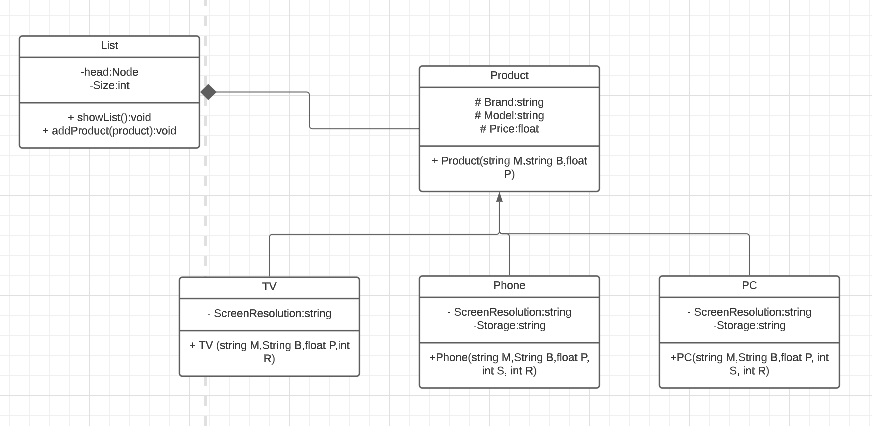 List
-head:Node
-Size:int
+ showList():void
+ addProduct(product):void
Product
# Brand:string
# Model:string
# Price:float
+ Product(string M.string B,float
P)
TV
- ScreenResolution:string
+ TV (string M,String B,float P,int
R)
Phone
- ScreenResolution:string
-Storage:string
+Phone(string M,String B,float P,
int S, int R)
PC
- ScreenResolution:string
-Storage:string
+PC(string M,String B,float P, int
S, int R)